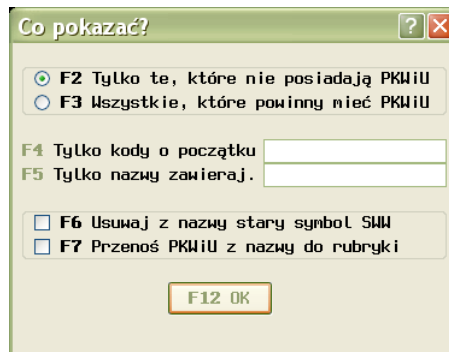 Co pokazać?
F2 Tylko te, które nie posiadają PKWiU
F3 Wszystkie, które powinny mieć PKWiU
F4 Tylko kody o początku
F5 Tylko nazwy zawieraj.
F6 Usuwaj z nazwy stary symbol SWW
F7 Przenoś PKWiU z nazwy do rubryki
F12 OK